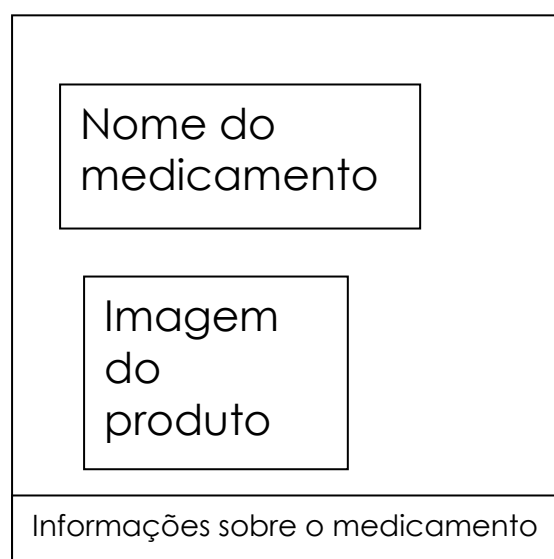 Nome do
medicamento
Imagem
do
produto
Informações sobre o medicamento